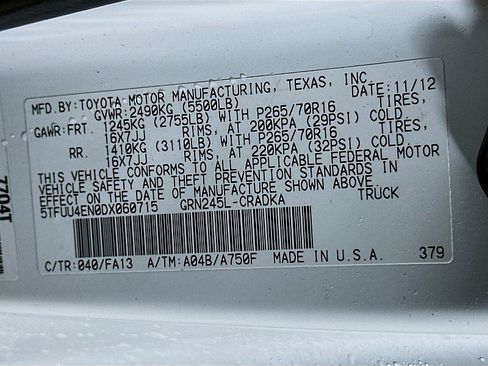 MFD.BY: TOYOTA MOTOR MANUFACTURING, TEXAS, INC.
GVWR: 2490KG (5500LB) DATE: 11/12
GAWR: FRT. 1245KG (2755LB) WITH P265/70R16 TIRES,
16X7JJ RIMS, AT 200KPA (29PSI) COLD
RR. 1410KG (3110LB) WITH P265/70R16 TIRES,
16X7JJ RIMS, AT 220KPA (32PSI) COLD
THIS VEHICLE CONFORMS TO ALL APPLICABLE FEDERAL MOTOR
VEHICLE SAFETY AND THEFT PREVENTION STANDARDS IN
EFFECT ON THE DATE OF MANUFACTURE SHOWN ABOVE.
5TFUU4EN0DX060715 GRN245L-CRADKA TRUCK
C/TR: 040/FA13 A/TM: A04B/A750F MADE IN U.S.A. 379
7704T